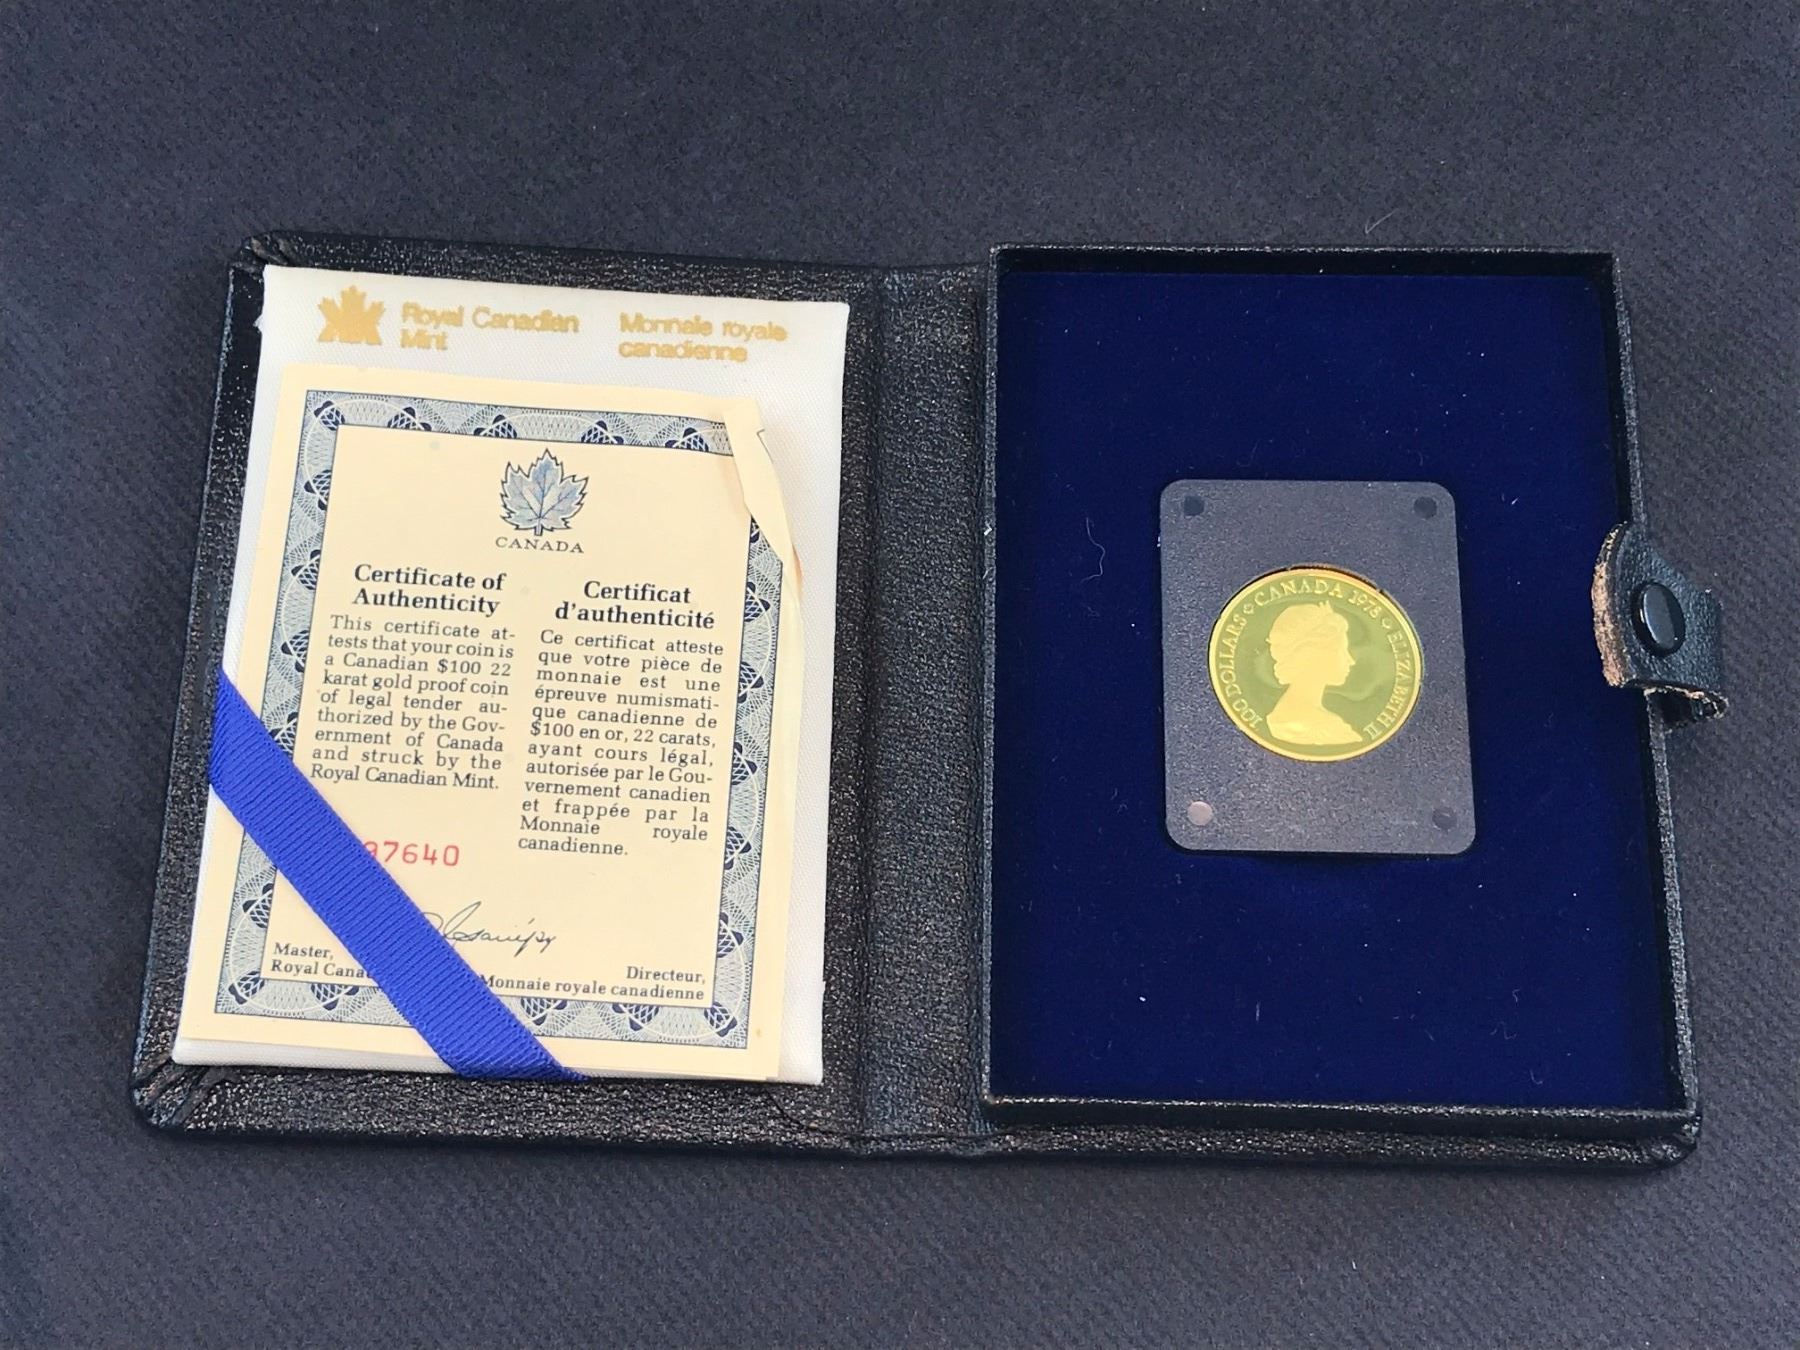 Royal Canadian
Mint
Monnaie royale
canadienne
CANADA
Certificate of
Authenticity
This certificate at-
tests that your coin is
a Canadian $100 22
karat gold proof coin
of legal tender au-
thorized by the Gov-
ernment of Canada
and struck by the
Royal Canadian Mint.
Certificat
d'authenticité
Ce certificat atteste
que votre pièce de
monnaie est une
épreuve numismati-
que canadienne de
$100 en or, 22 carats,
ayant cours légal,
autorisée par le Gou-
vernement canadien
et frappée par la
Monnaie royale
canadienne.
97640
Master,
Royal Cana
Directeur,
Monnaie royale canadienne
100 DOLLARS CANADA 1978 ELIZABETH II